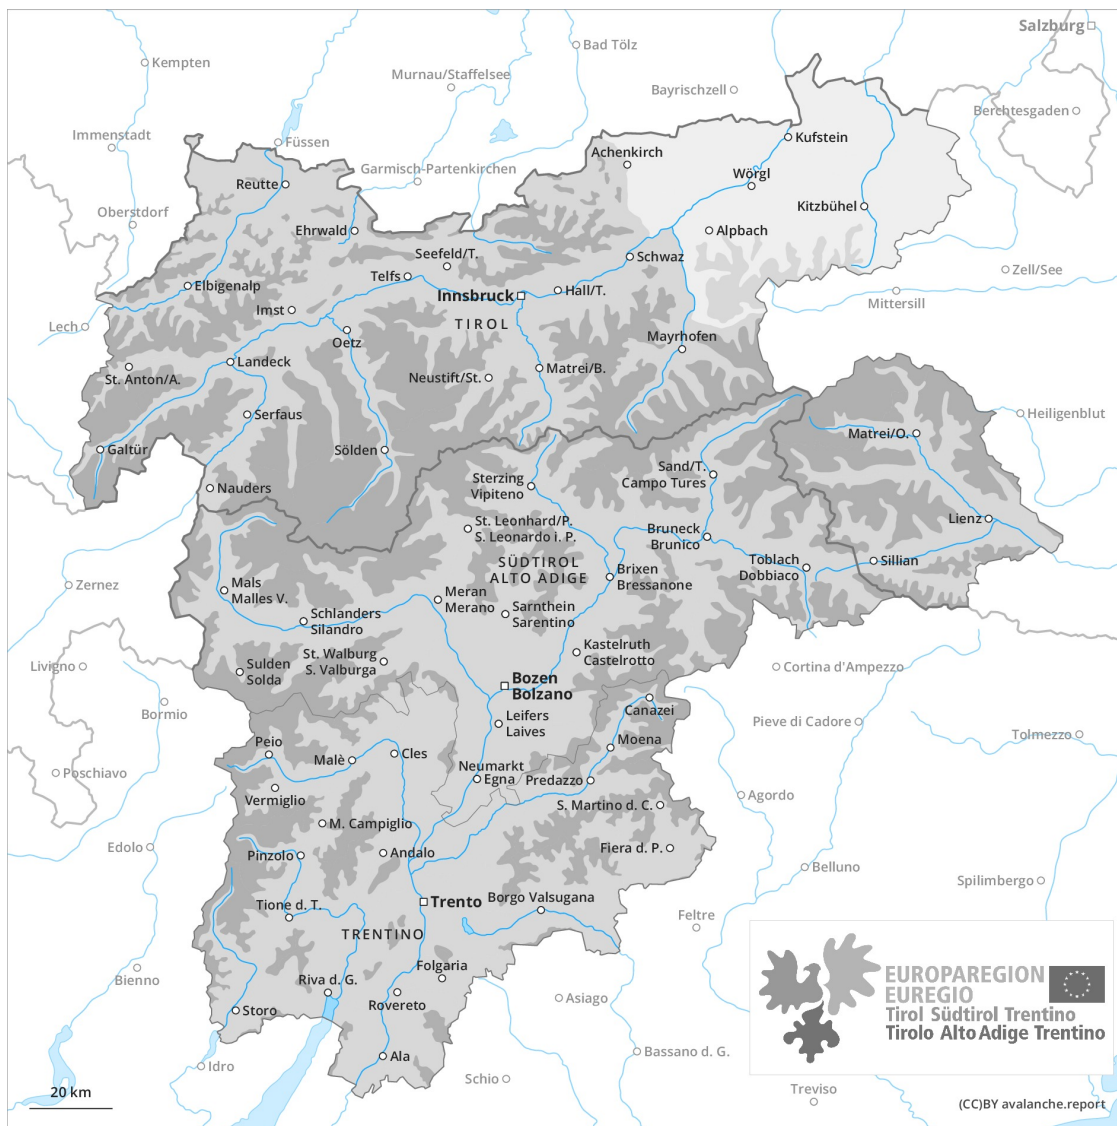 Salzburg
Bad Tölz
Kempten
Murnau/Staffelsee
Bayrischzell
Berchtesgaden
Immenstadt
Füssen
Kufstein
Achenkirch
Garmisch-Partenkirchen
Wörgl
Reutte
Kitzbühel
Oberstdorf
Ehrwald
Alpbach
Seefeld/T.
Schwaz
Telfs
Zell/See
Elbigenalp
Hall/T.
Innsbruck
Mittersill
Imst
TIROL
Lech
Oetz
Mayrhofen
Landeck
Matrei/B.
St. Anton/A.
Neustift/St.
Serfaus
Heiligenblut
Matrei/O.
Galtür
Sölden
Sand/T.
Campo Tures
Sterzing
Vipiteno
Nauders
Lienz
St. Leonhard/P.
S. Leonardo i. P.
Bruneck
Brunico
SÜDTIROL
ALTO ADIGE
Toblach
Dobbiaco
Sillian
Brixen
Bressanone
Zernez
Mals
Malles V.
Meran
Merano
Schlanders
Silandro
Sarnthein
Sarentino
Kastelruth
Castelrotto
St. Walburg
S. Valburga
Livigno
Sulden
Solda
Cortina d'Ampezzo
Bozen
Bolzano
Canazei
Bormio
Leifers
Laives
Pieve di Cadore
Tolmezzo
Moena
Peio
Cles
Malè
Neumarkt
Egna
Predazzo
Poschiavo
Vermiglio
S. Martino d. C.
Agordo
M. Campiglio
Edolo
Pinzolo
Andalo
Fiera d. P.
Belluno
Spilimbergo
Trento
Borgo Valsugana
Tione d. T.
Feltre
TRENTINO
Bienno
Folgaria
Riva d. G.
Rovereto
Asiago
Storo
EUROPAREGION
EUREGIO
Tirol Südtirol Trentino
Tirolo Alto Adige Trentino
Ala
Bassano d. G.
Idro
Schio
Treviso
20 km
(CC)BY avalanche.report